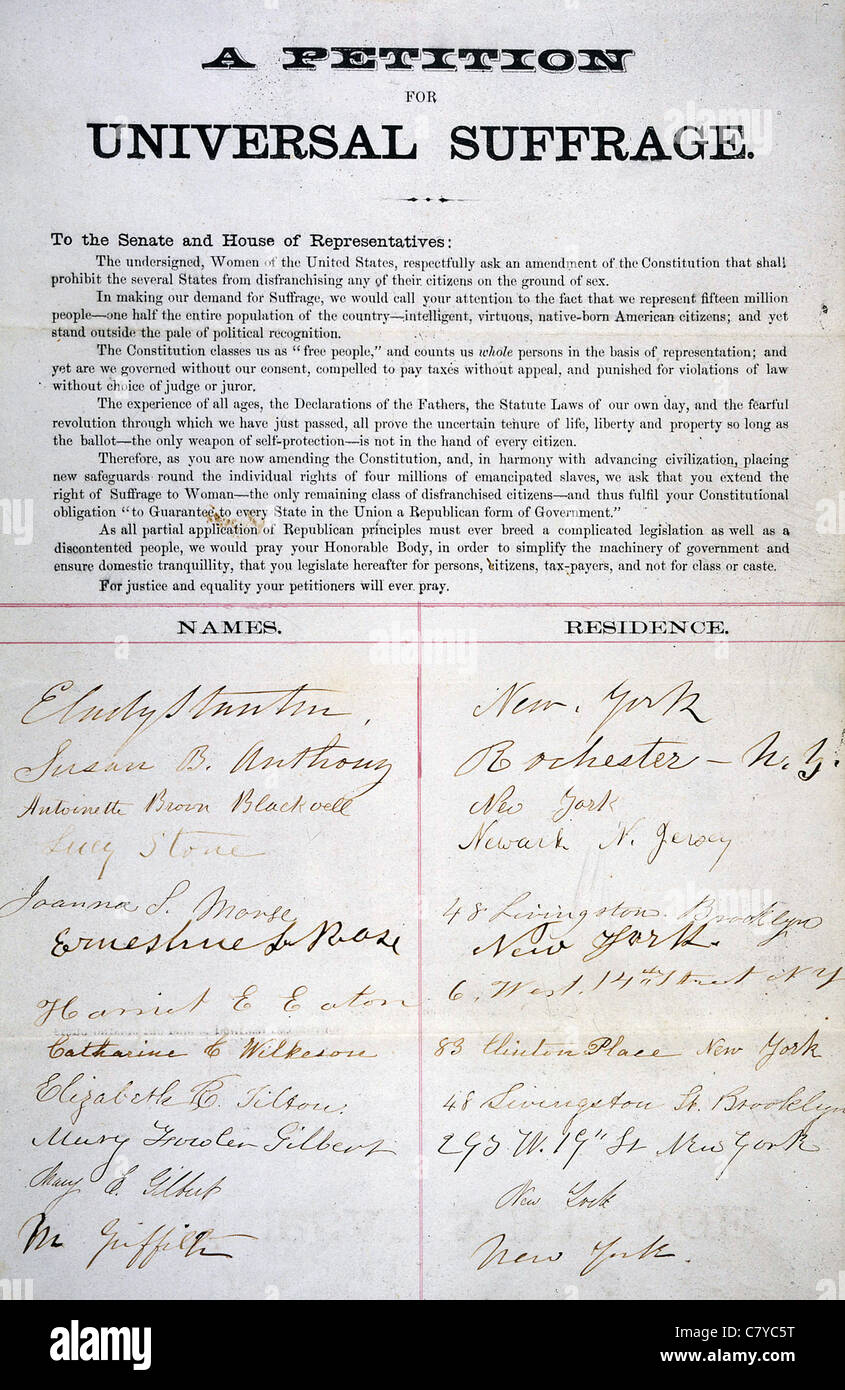 A PETITION
FOR
UNIVERSAL SUFFRAGE.
To the Senate and House of Representatives:
The undersigned, Women of the United States, respectfully ask an amendment of the Constitution that shall
prohibit the several States from disfranchising any of their citizens on the ground of sex.
In making our demand for Suffrage, we would call your attention to the fact that we represent fifteen million
people—one half the entire population of the country—intelligent, virtuous, native-born American citizens; and yet
stand outside the pale of political recognition.
The Constitution classes us as "free people," and counts us whole persons in the basis of representation; and
yet are we governed without our consent, compelled to pay taxes without appeal, and punished for violations of law
without choice of judge or juror.
The experience of all ages, the Declarations of the Fathers, the Statute Laws of our own day, and the fearful
revolution through which we have just passed, all prove the uncertain tenure of life, liberty and property so long as
the ballot—the only weapon of self-protection—is not in the hand of every citizen.
Therefore, as you are now amending the Constitution, and, in harmony with advancing civilization, placing
new safeguards round the individual rights of four millions of emancipated slaves, we ask that you extend the
right of Suffrage to Woman—the only remaining class of disfranchised citizens—and thus fulfil your Constitutional
obligation "to Guarantee to every State in the Union a Republican form of Government."
As all partial application of Republican principles must ever breed a complicated legislation as well as a
discontented people, we would pray your Honorable Body, in order to simplify the machinery of government and
ensure domestic tranquillity, that you legislate hereafter for persons, citizens, tax-payers, and not for class or caste.
For justice and equality your petitioners will ever pray.
NAMES. RESIDENCE.
ECadyStanton, New. York
Susan B. Anthony Rochester - N. Y.
Antoinette Brown Blackwell New York
Lucy Stone Newark N. Jersey
Joanna S. Morse 48 Livingston. Brooklyn
Ernestine L Rose New York.
Harriet E Eaton 6. West. 14th Street N Y
Catharine C Wilkeson 83 Clinton Place New York
Elizabeth R. Tilton. 48 Livingston St. Brooklyn
Mary Fowler Gilbert 293 W. 19" St New York
Mary E. Gilbert New York
M Griffith New York.
alamy
a
alamy stock photo
C7YC5T
www.alamy.com